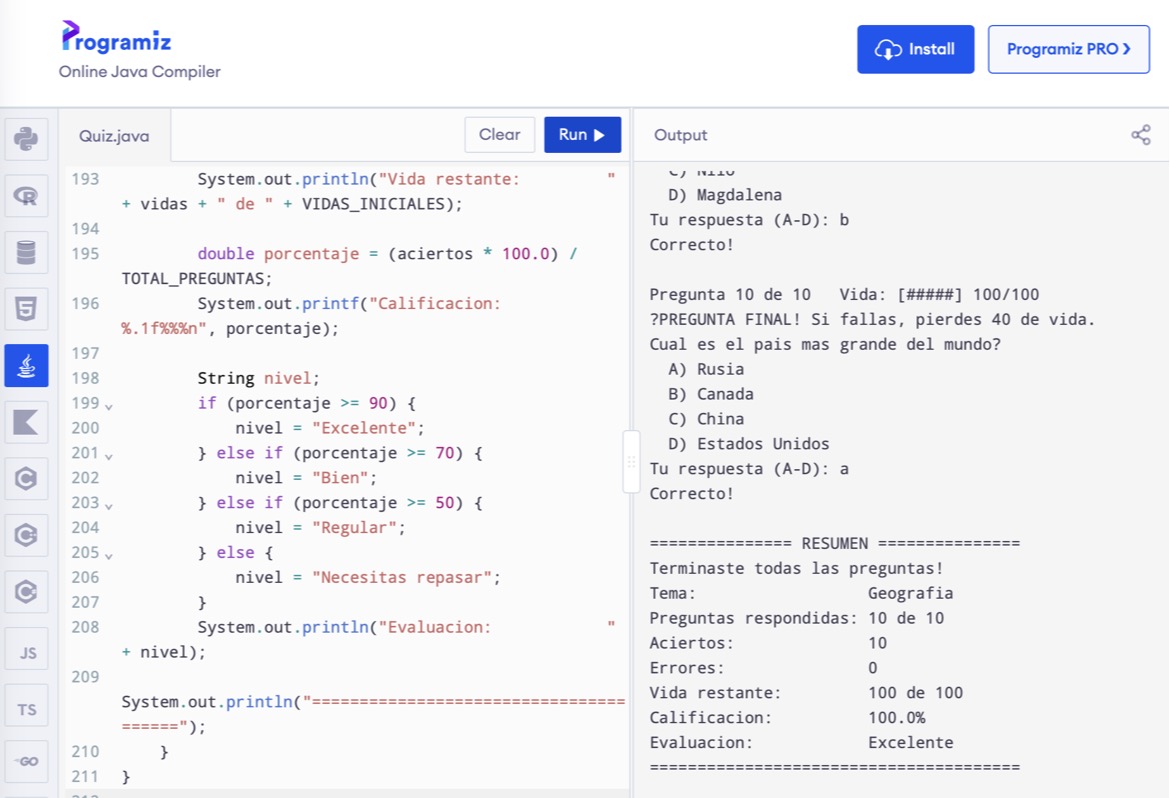 Programiz
Online Java Compiler
Install
Programiz PRO ›
Quiz.java
Clear
Run
193         System.out.println("Vida restante:          "
+ vidas + " de " + VIDAS_INICIALES);
194
195         double porcentaje = (aciertos * 100.0) /
TOTAL_PREGUNTAS;
196         System.out.printf("Calificacion:
%.1f%%%n", porcentaje);
197
198         String nivel;
199         if (porcentaje >= 90) {
200             nivel = "Excelente";
201         } else if (porcentaje >= 70) {
202             nivel = "Bien";
203         } else if (porcentaje >= 50) {
204             nivel = "Regular";
205         } else {
206             nivel = "Necesitas repasar";
207         }
208         System.out.println("Evaluacion:             "
+ nivel);
209
System.out.println("=================================
======");
210     }
211 }
212
JS
TS
GO
Output
C) Nilo
D) Magdalena
Tu respuesta (A-D): b
Correcto!
Pregunta 10 de 10   Vida: [#####] 100/100
?PREGUNTA FINAL! Si fallas, pierdes 40 de vida.
Cual es el pais mas grande del mundo?
A) Rusia
B) Canada
C) China
D) Estados Unidos
Tu respuesta (A-D): a
Correcto!
=============== RESUMEN ===============
Terminaste todas las preguntas!
Tema:                  Geografia
Preguntas respondidas: 10 de 10
Aciertos:              10
Errores:               0
Vida restante:         100 de 100
Calificacion:          100.0%
Evaluacion:            Excelente
=======================================